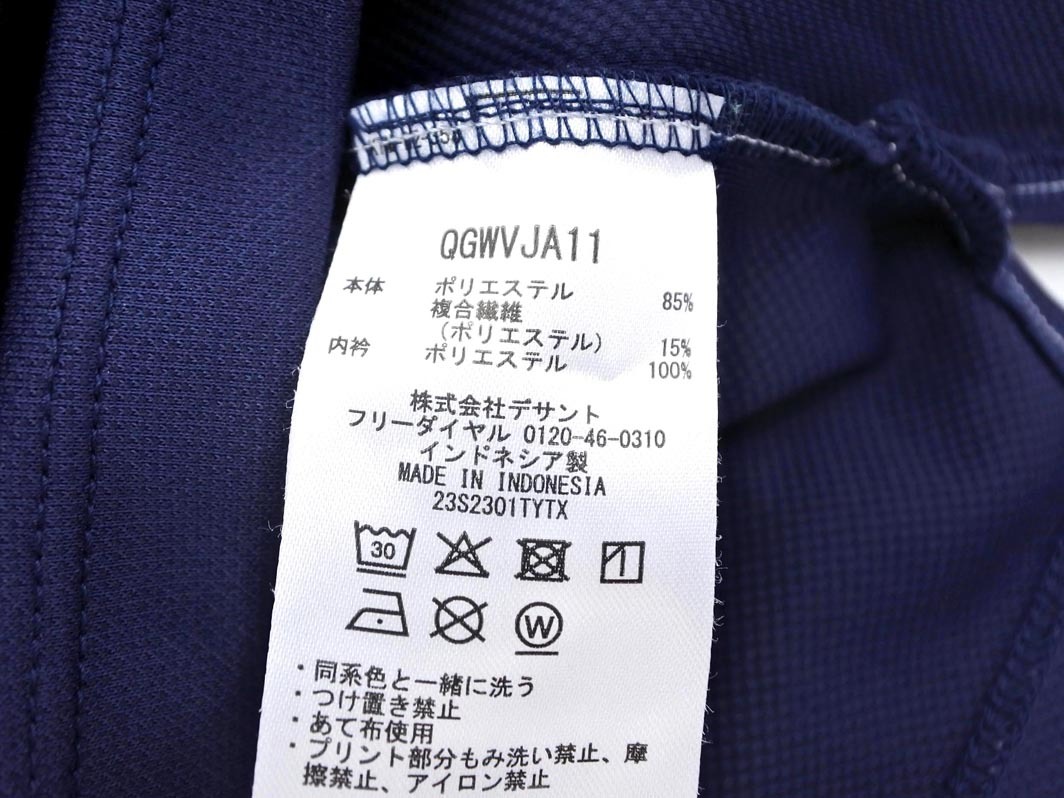 QGWVJA11
本体 ポリエステル 85%
複合繊維
(ポリエステル) 15%
内衿 ポリエステル 100%
株式会社デサント
フリーダイヤル 0120-46-0310
インドネシア製
MADE IN INDONESIA
23S2301TYTX
30
W
・同系色と一緒に洗う
・つけ置き禁止
・あて布使用
・プリント部分もみ洗い禁止、摩
擦禁止、アイロン禁止